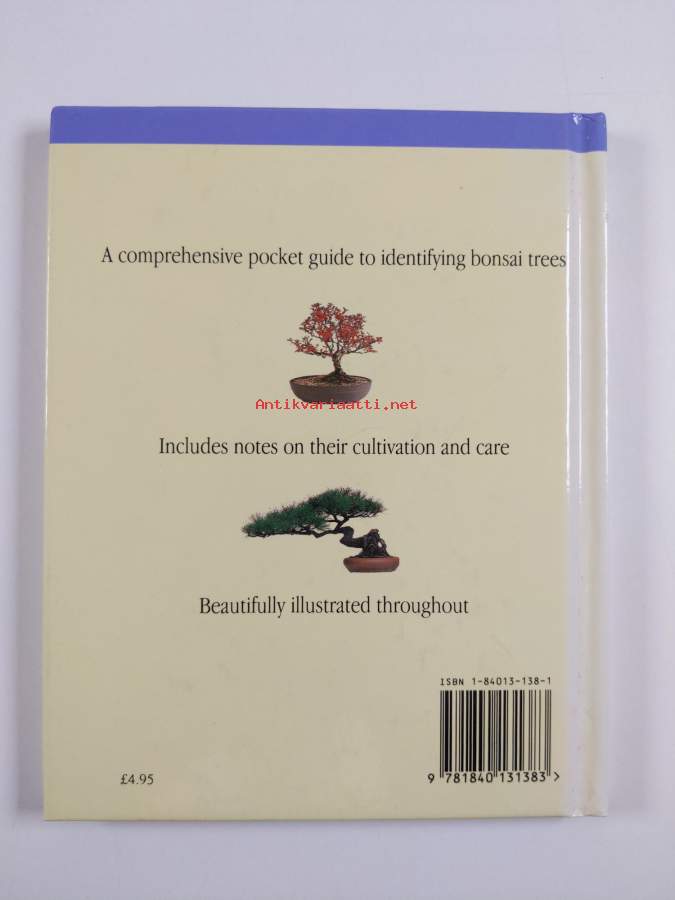 A comprehensive pocket guide to identifying bonsai trees
Antikvariaatti.net
Includes notes on their cultivation and care
Beautifully illustrated throughout
ISBN 1-84013-138-1
9 781840 131383 >
£4.95